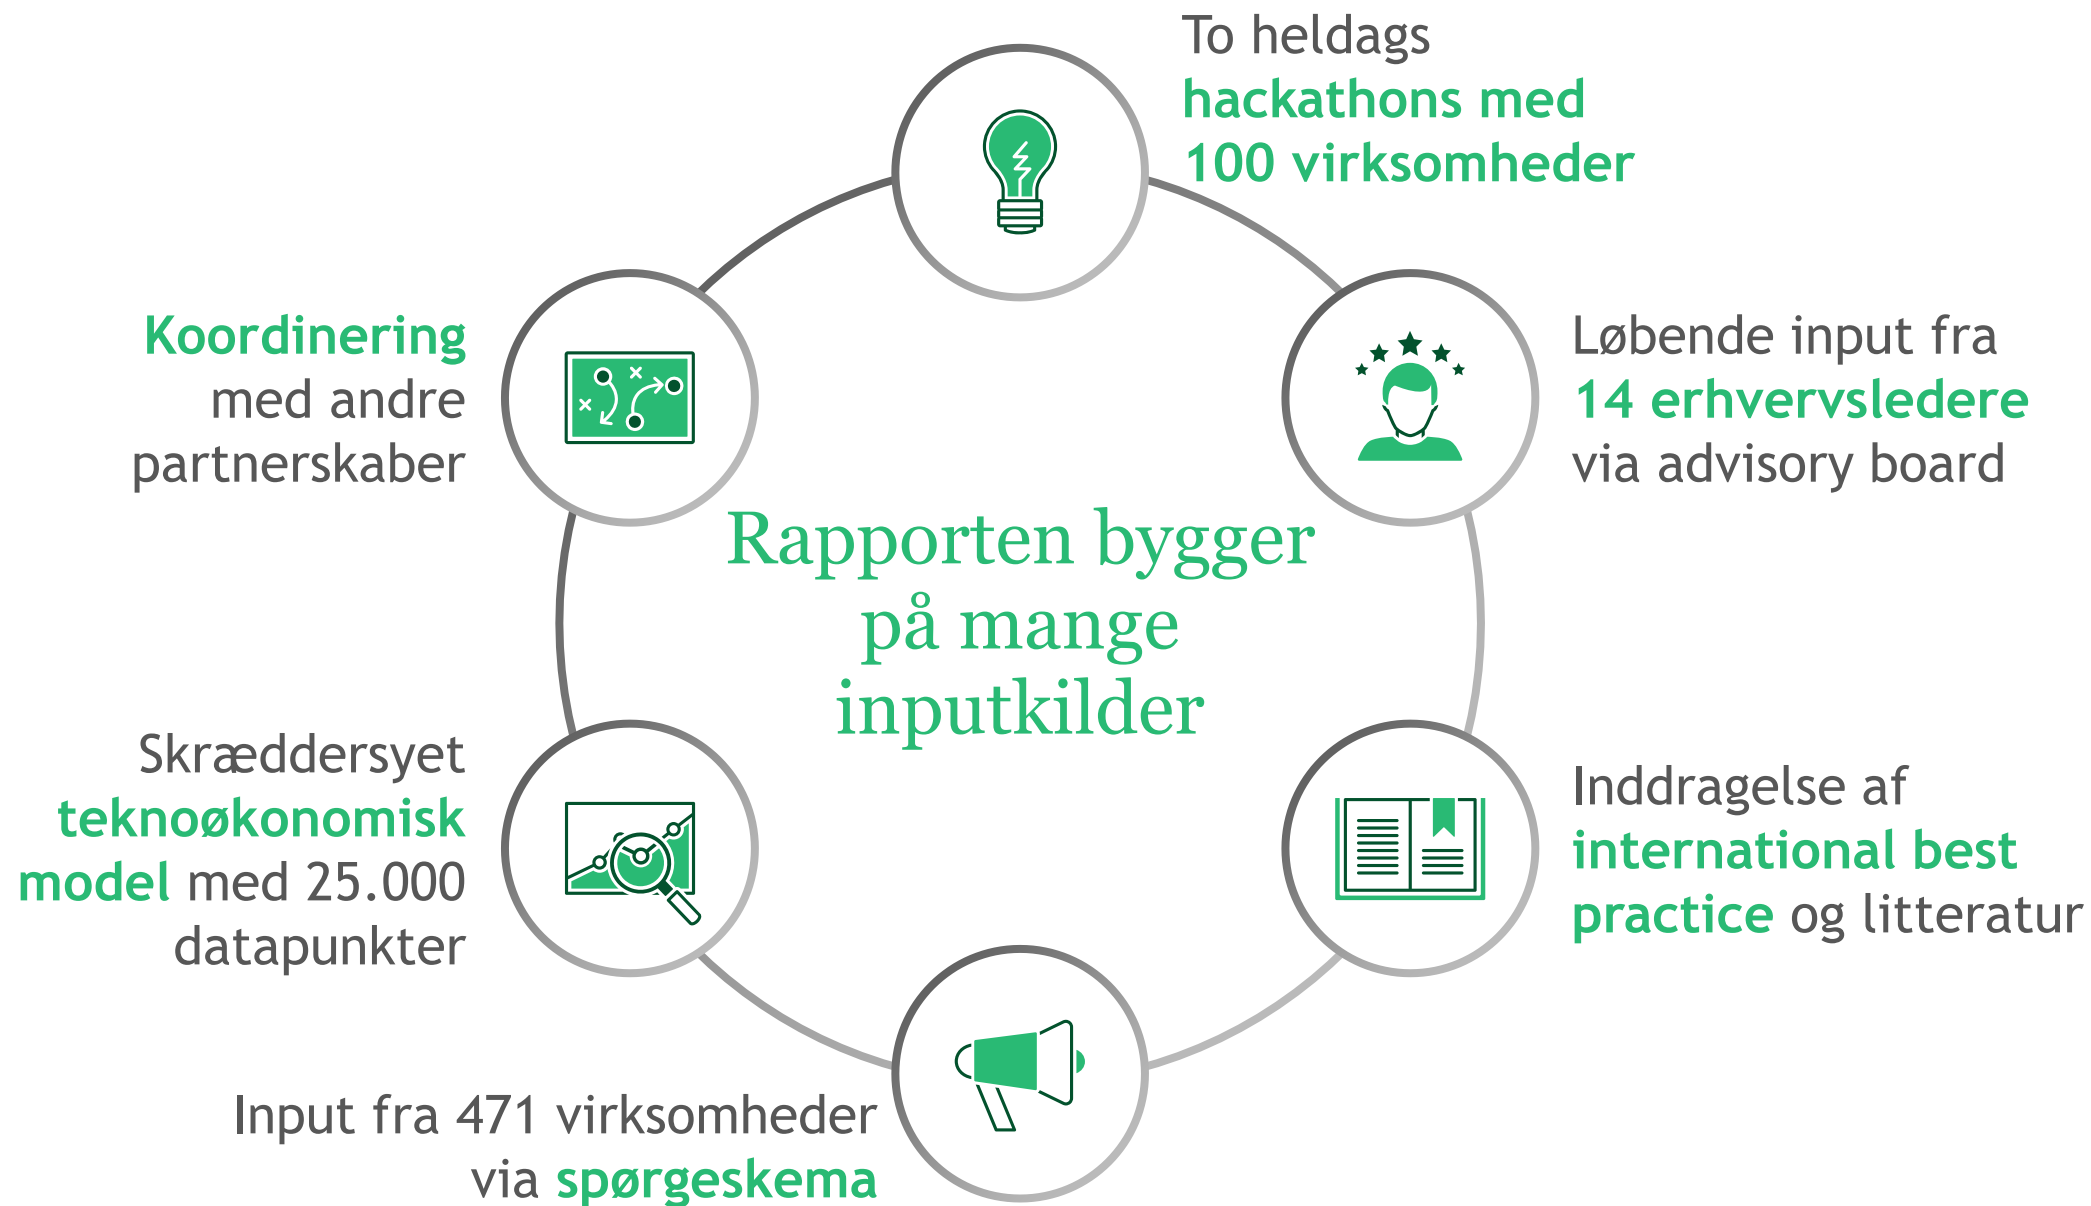 To heldags
hackathons med
100 virksomheder
Løbende input fra
14 erhvervsledere
via advisory board
Inddragelse af
international best
practice og litteratur
Input fra 471 virksomheder
via spørgeskema
Skræddersyet
teknoøkonomisk
model med 25.000
datapunkter
Koordinering
med andre
partnerskaber
Rapporten bygger
på mange
inputkilder